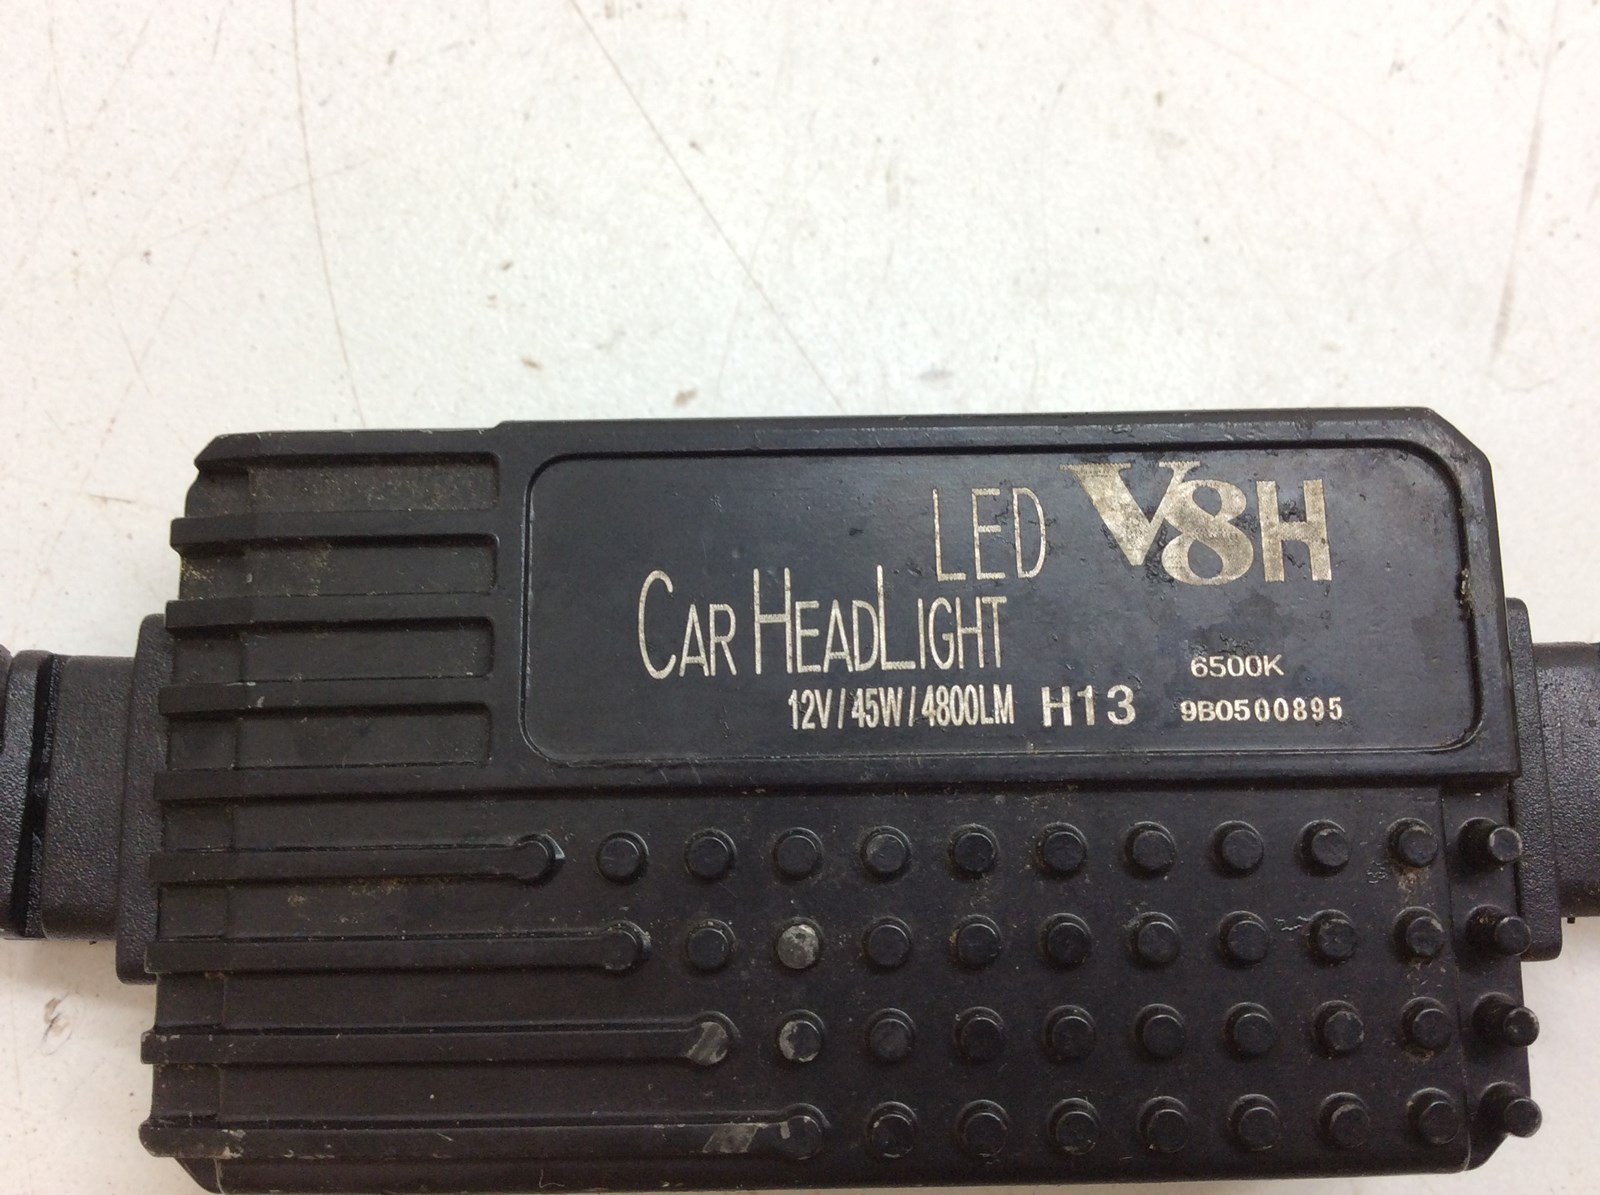 LED V8H
CAR HEADLIGHT
6500K
12V/45W/4800LM H13 9B0500895